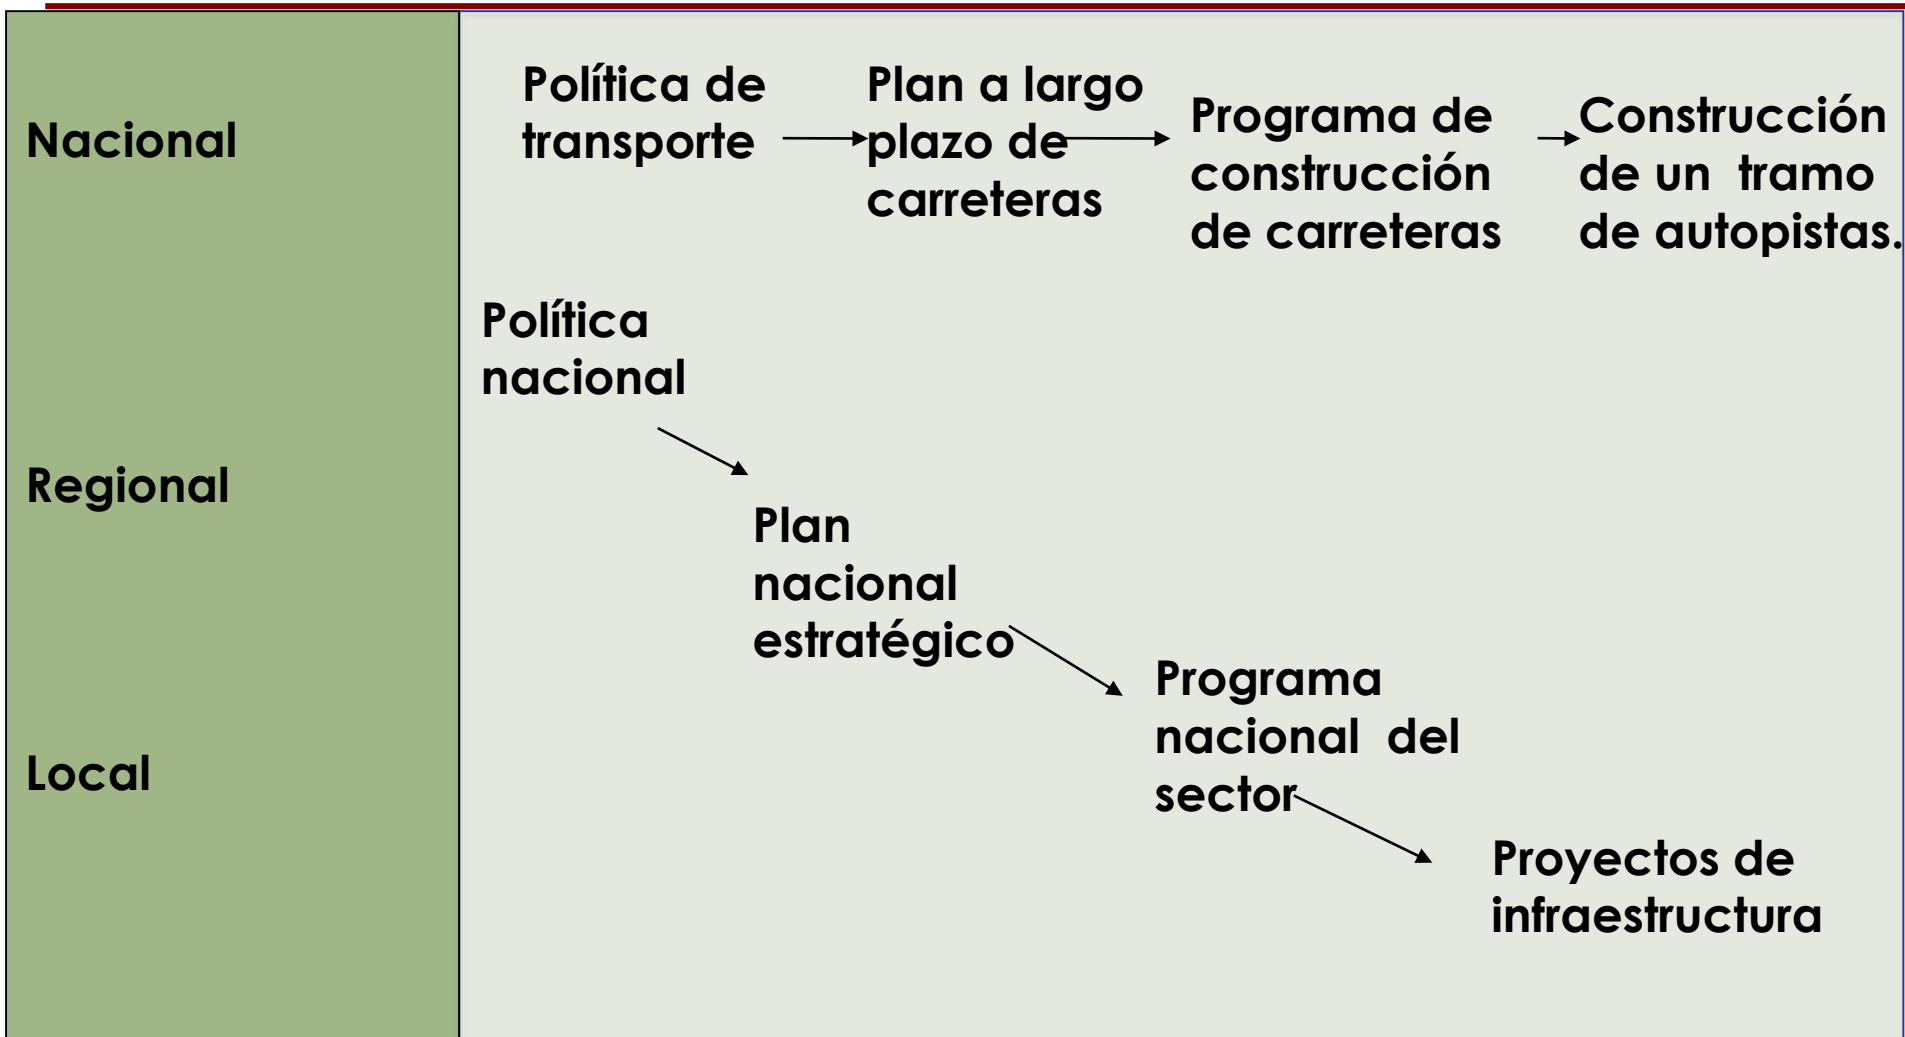 Nacional
Política de
transporte
Plan a largo
plazo de
carreteras
Programa de
construcción
de carreteras
Construcción
de un tramo
de autopistas.
Política
nacional
Regional
Plan
nacional
estratégico
Local
Programa
nacional del
sector
Proyectos de
infraestructura